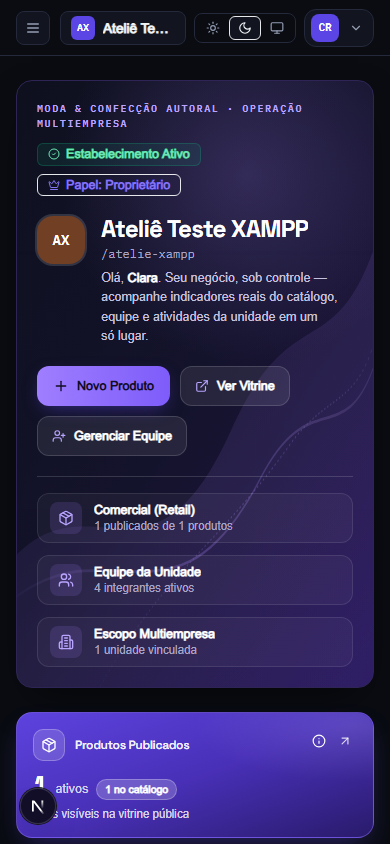 AX Ateliê Te... CR
MODA & CONFECÇÃO AUTORAL · OPERAÇÃO
MULTIEMPRESA
Estabelecimento Ativo
Papel: Proprietário
AX
Ateliê Teste XAMPP
/atelie-xampp
Olá, Clara. Seu negócio, sob controle —
acompanhe indicadores reais do catálogo,
equipe e atividades da unidade em um
só lugar.
Novo Produto
Ver Vitrine
Gerenciar Equipe
Comercial (Retail)
1 publicados de 1 produtos
Equipe da Unidade
4 integrantes ativos
Escopo Multiempresa
1 unidade vinculada
Produtos Publicados
ativos 1 no catálogo
N
visíveis na vitrine pública